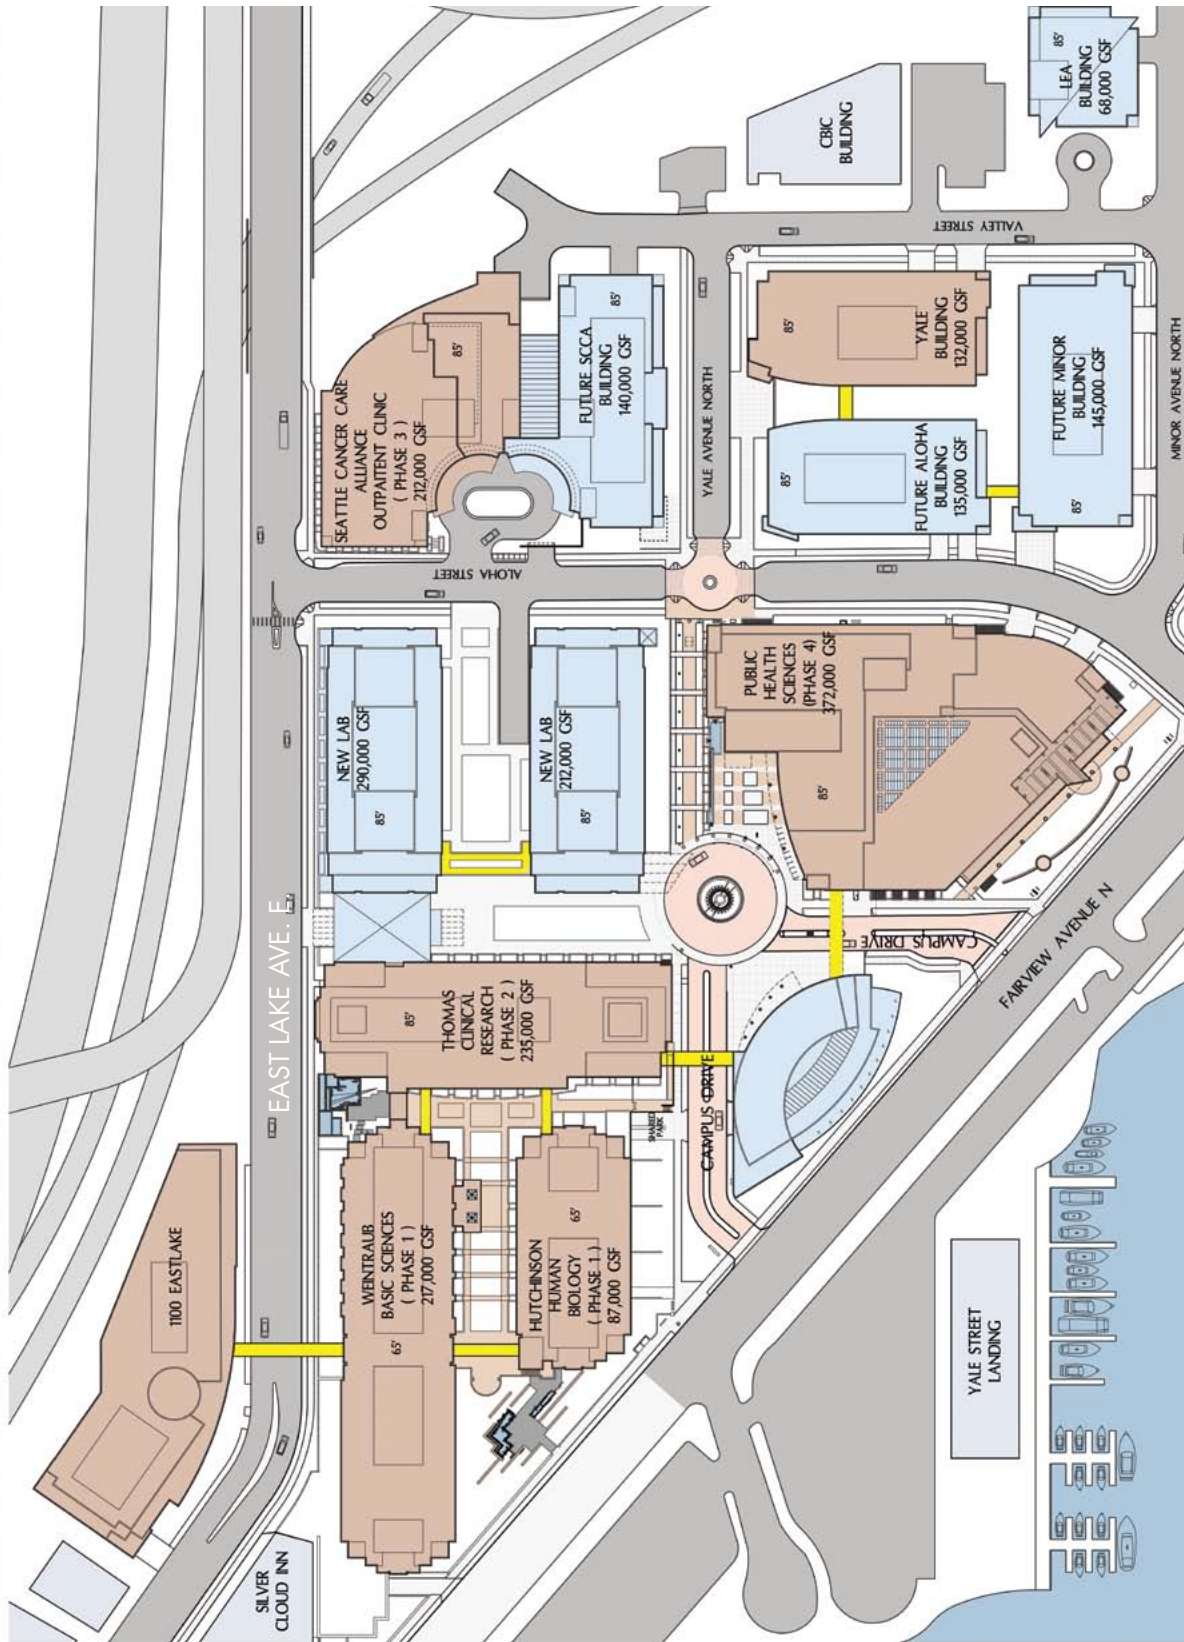 85'
LEA
BUILDING
68,000 GSF
CBIC
BUILDING
VALLEY STREET
SEATTLE CANCER CARE
ALLIANCE
OUTPAITENT CLINIC
( PHASE 3 )
212,000 GSF
85'
FUTURE SCCA
BUILDING
140,000 GSF
85'
YALE AVENUE NORTH
85'
YALE
BUILDING
132,000 GSF
85'
FUTURE ALOHA
BUILDING
135,000 GSF
FUTURE MINOR
BUILDING
145,000 GSF
85'
MINOR AVENUE NORTH
ALOHA STREET
NEW LAB
290,000 GSF
85'
NEW LAB
212,000 GSF
85'
PUBLIC
HEALTH
SCIENCES
(PHASE 4)
372,000 GSF
85'
EAST LAKE AVE. E.
CAMPUS DRIVE
FAIRVIEW AVENUE N
85'
THOMAS
CLINICAL
RESEARCH
( PHASE 2 )
235,000 GSF
CAMPUS DRIVE
SHARED
PARK
1100 EASTLAKE
WEINTRAUB
BASIC SCIENCES
( PHASE 1 )
217,000 GSF
65'
65'
HUTCHINSON
HUMAN
BIOLOGY
( PHASE 1 )
87,000 GSF
YALE STREET
LANDING
SILVER
CLOUD INN